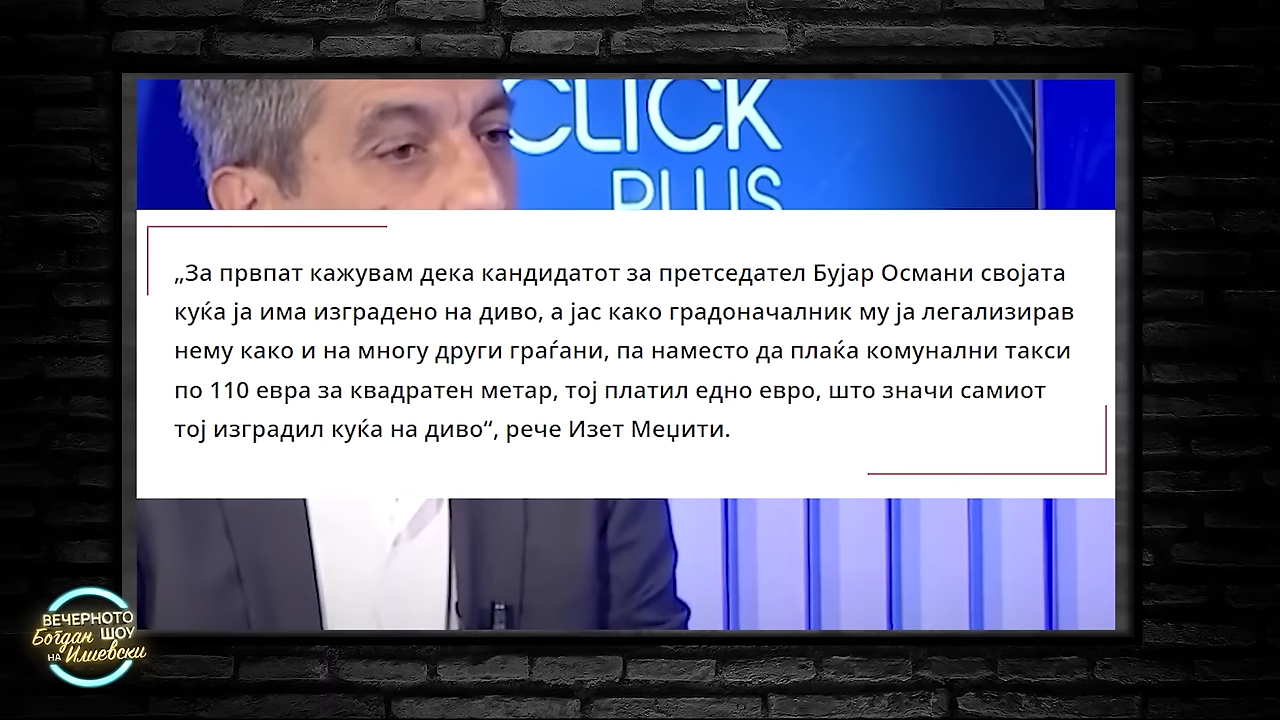 CLICK
PLUS
„За првпат кажувам дека кандидатот за претседател Бујар Османи својата
куќа ја има изградено на диво, а јас како градоначалник му ја легализирав
нему како и на многу други граѓани, па наместо да плаќа комунални такси
по 110 евра за квадратен метар, тој платил едно евро, што значи самиот
тој изградил куќа на диво“, рече Изет Меџити.
ВЕЧЕРНОТО
Богдан ШОУ
НА Илиевски